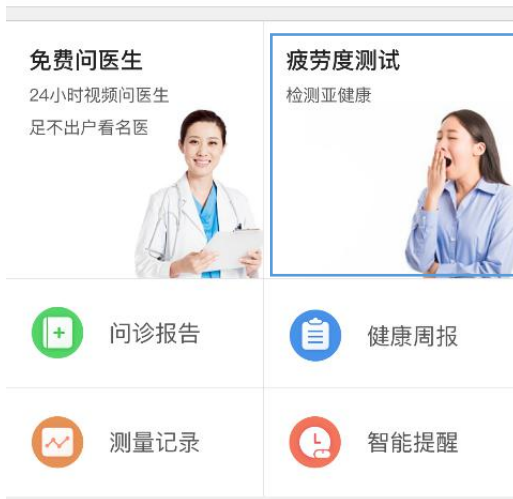 免费问医生
24小时视频问医生
足不出户看名医
疲劳度测试
检测亚健康
问诊报告
健康周报
测量记录
智能提醒